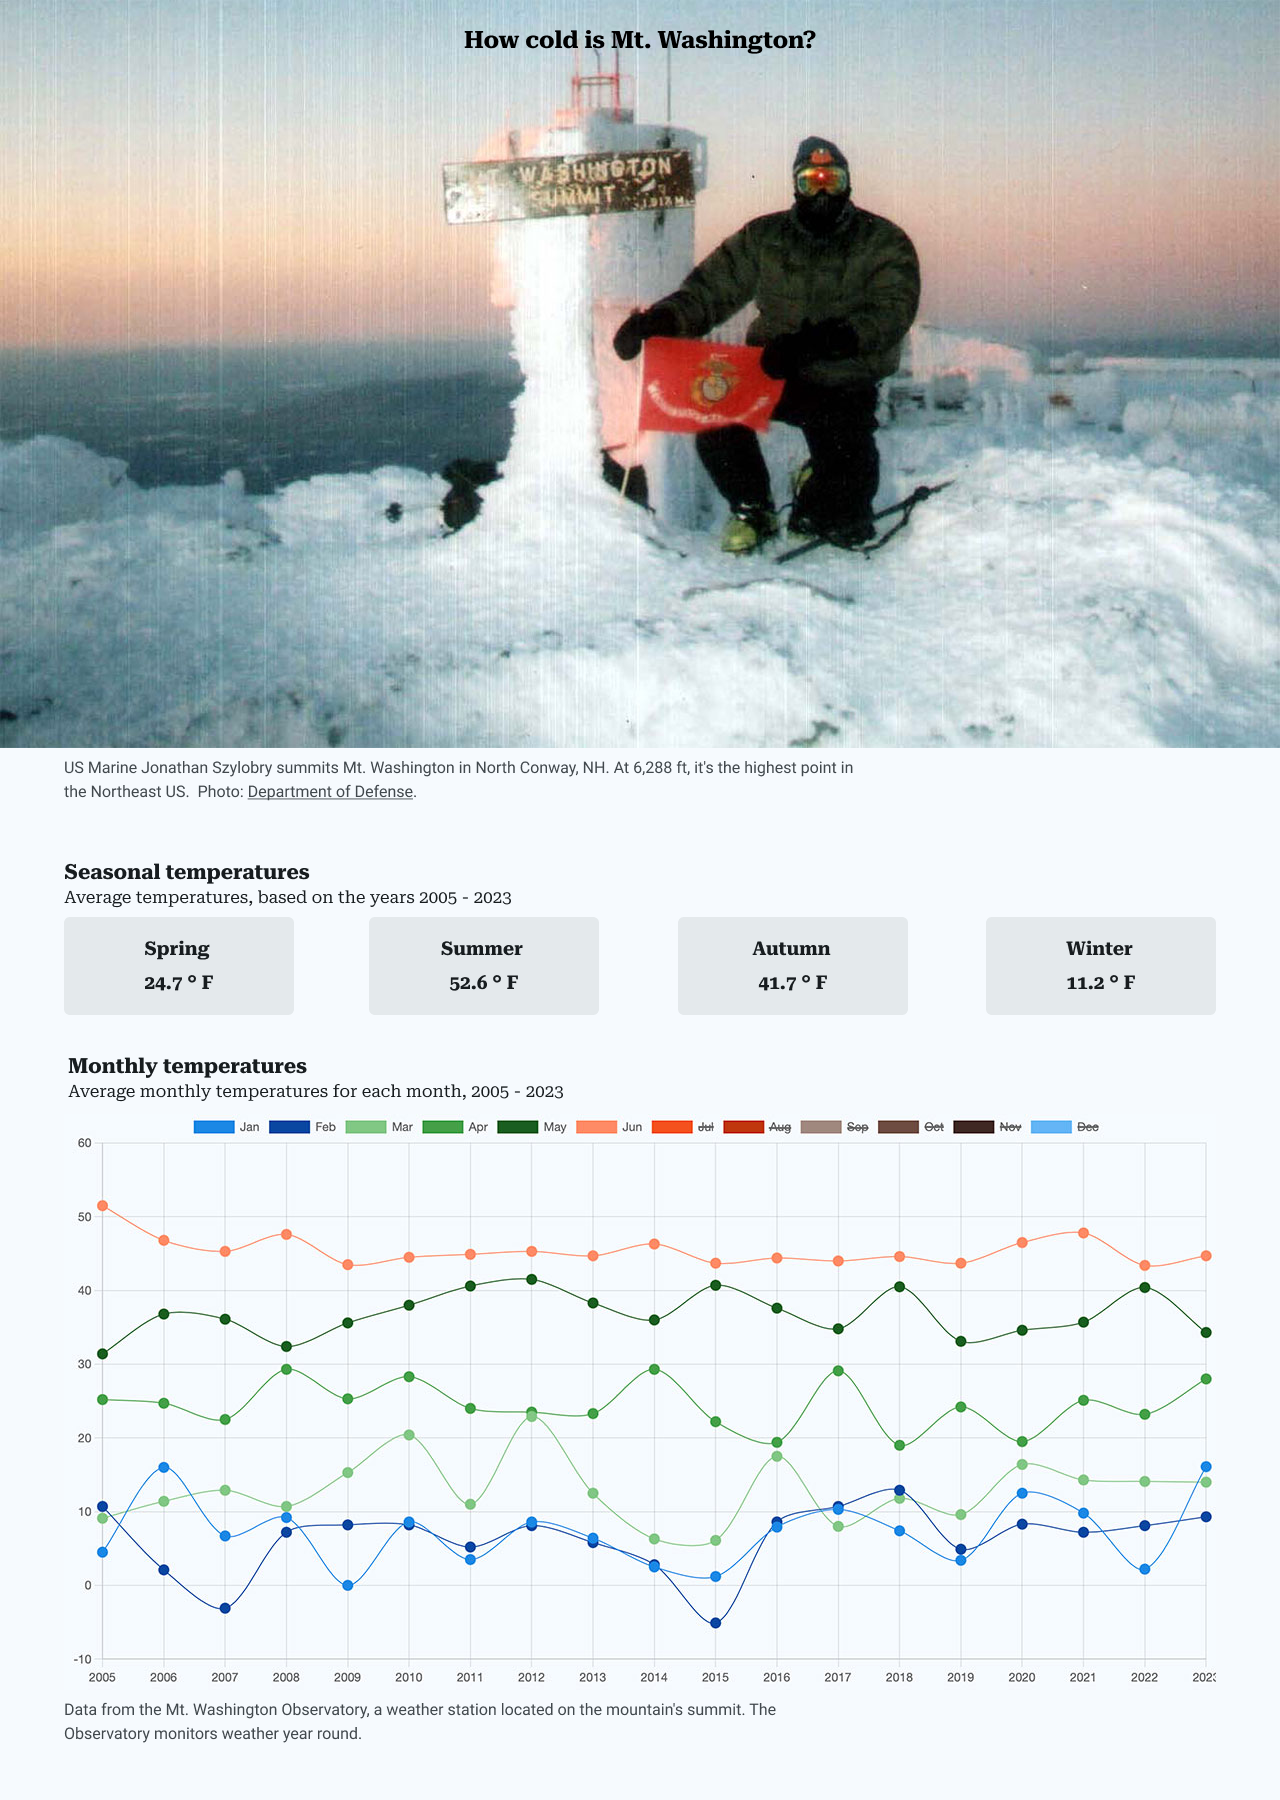 How cold is Mt. Washington?
WASHINGTON
SUMMIT
US Marine Jonathan Szylobry summits Mt. Washington in North Conway, NH. At 6,288 ft, it's the highest point in
the Northeast US. Photo: Department of Defense.
Seasonal temperatures
Average temperatures, based on the years 2005 - 2023
Spring Summer Autumn Winter
24.7 ° F 52.6 ° F 41.7 ° F 11.2 ° F
Monthly temperatures
Average monthly temperatures for each month, 2005 - 2023
Jan Feb Mar Apr May Jun Jul Aug Sep Oct Nov Dec
60
50
40
30
20
10
0
-10
2005 2006 2007 2008 2009 2010 2011 2012 2013 2014 2015 2016 2017 2018 2019 2020 2021 2022 2023
Data from the Mt. Washington Observatory, a weather station located on the mountain's summit. The
Observatory monitors weather year round.